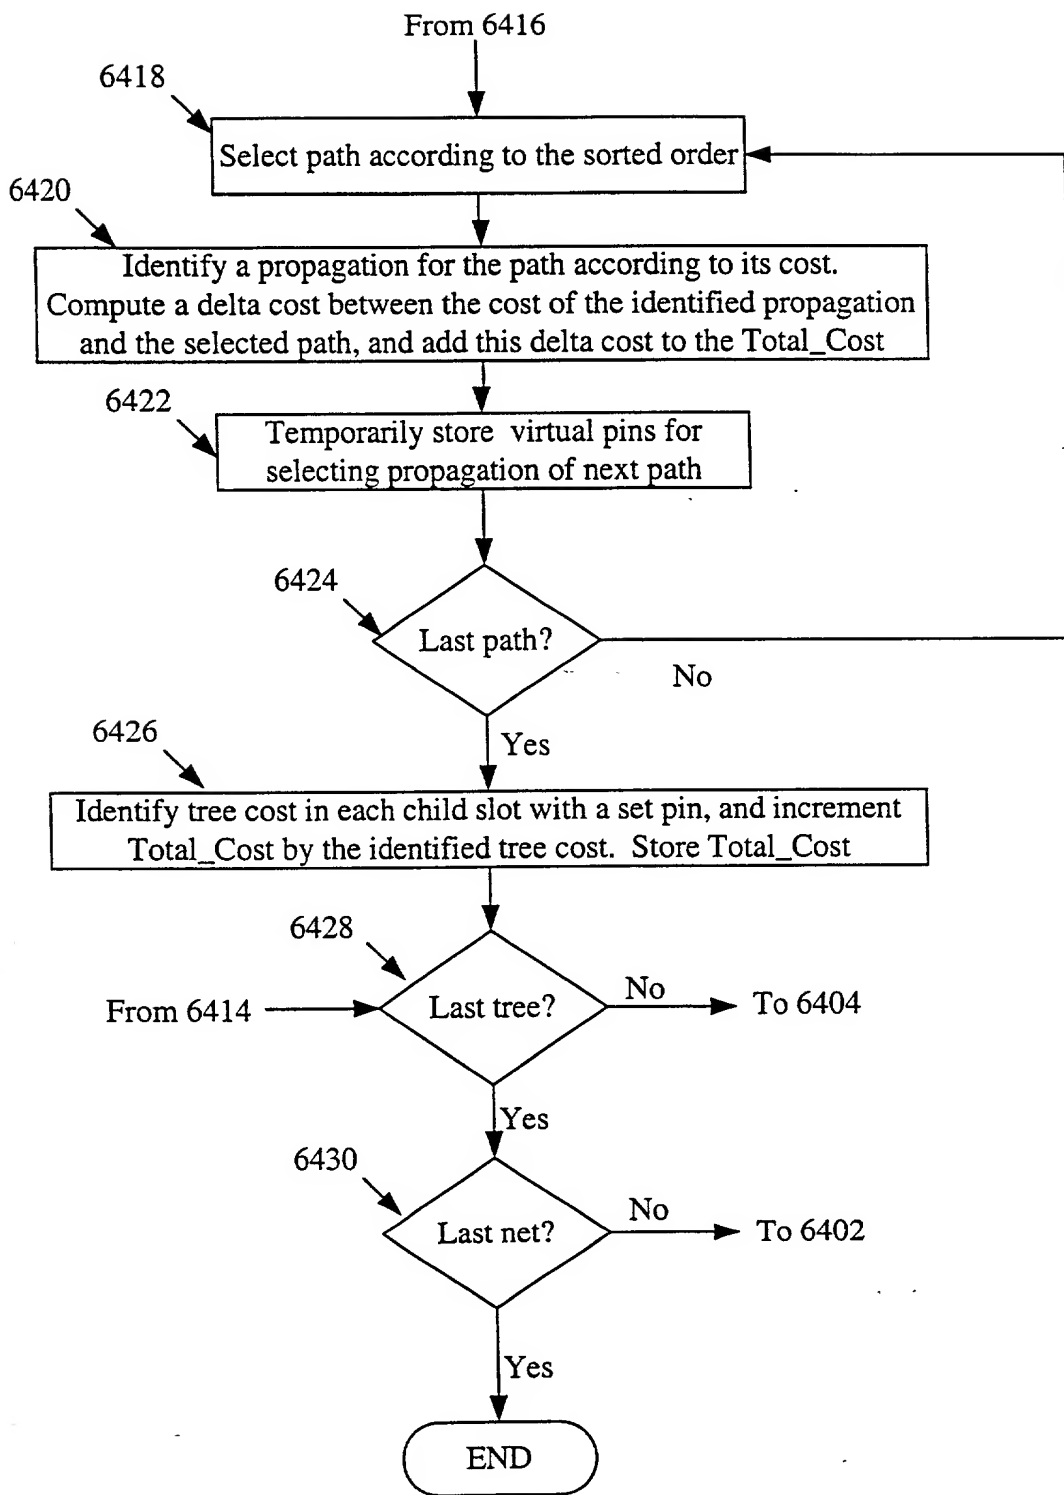 From 6416
6418
Select path according to the sorted order
6420
Identify a propagation for the path according to its cost.
Compute a delta cost between the cost of the identified propagation
and the selected path, and add this delta cost to the Total_Cost
6422
Temporarily store virtual pins for
selecting propagation of next path
6424
Last path?
No
Yes
6426
Identify tree cost in each child slot with a set pin, and increment
Total_Cost by the identified tree cost. Store Total_Cost
6428
From 6414
Last tree?
No
To 6404
Yes
6430
Last net?
No
To 6402
Yes
END